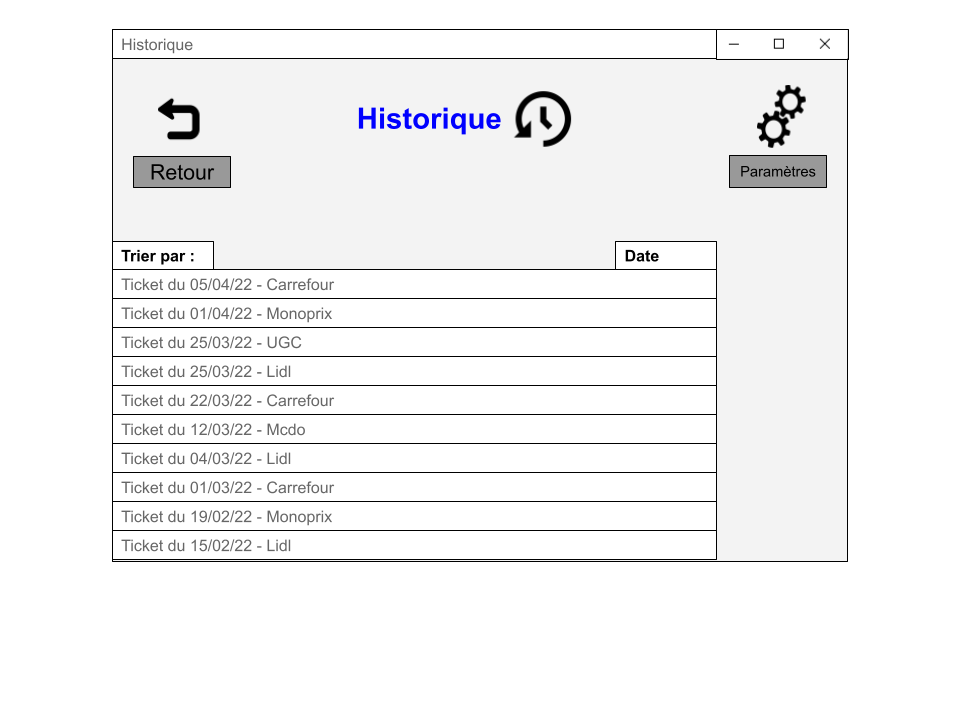 Historique
Historique
Retour
Paramètres
Trier par :
Date
Ticket du 05/04/22 - Carrefour
Ticket du 01/04/22 - Monoprix
Ticket du 25/03/22 - UGC
Ticket du 25/03/22 - Lidl
Ticket du 22/03/22 - Carrefour
Ticket du 12/03/22 - Mcdo
Ticket du 04/03/22 - Lidl
Ticket du 01/03/22 - Carrefour
Ticket du 19/02/22 - Monoprix
Ticket du 15/02/22 - Lidl